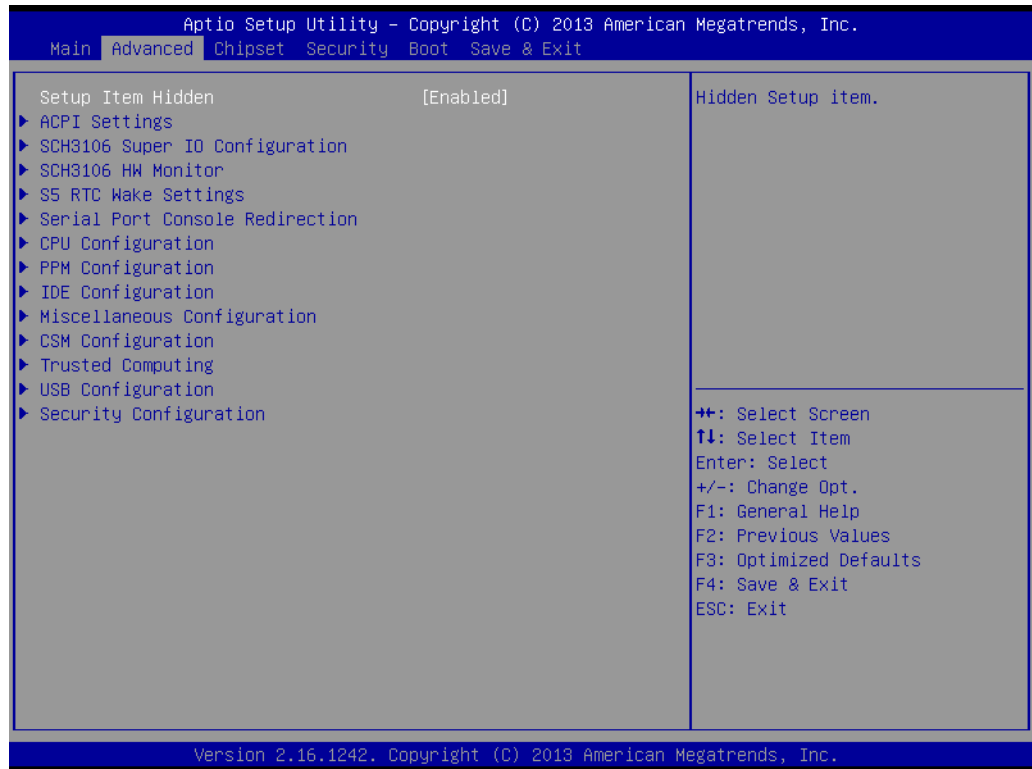 Aptio Setup Utility – Copyright (C) 2013 American Megatrends, Inc.
Main Advanced Chipset Security Boot Save & Exit
Setup Item Hidden [Enabled]
ACPI Settings
SCH3106 Super IO Configuration
SCH3106 HW Monitor
S5 RTC Wake Settings
Serial Port Console Redirection
CPU Configuration
PPM Configuration
IDE Configuration
Miscellaneous Configuration
CSM Configuration
Trusted Computing
USB Configuration
Security Configuration
Hidden Setup item.
→←: Select Screen
↑↓: Select Item
Enter: Select
+/-: Change Opt.
F1: General Help
F2: Previous Values
F3: Optimized Defaults
F4: Save & Exit
ESC: Exit
Version 2.16.1242. Copyright (C) 2013 American Megatrends, Inc.